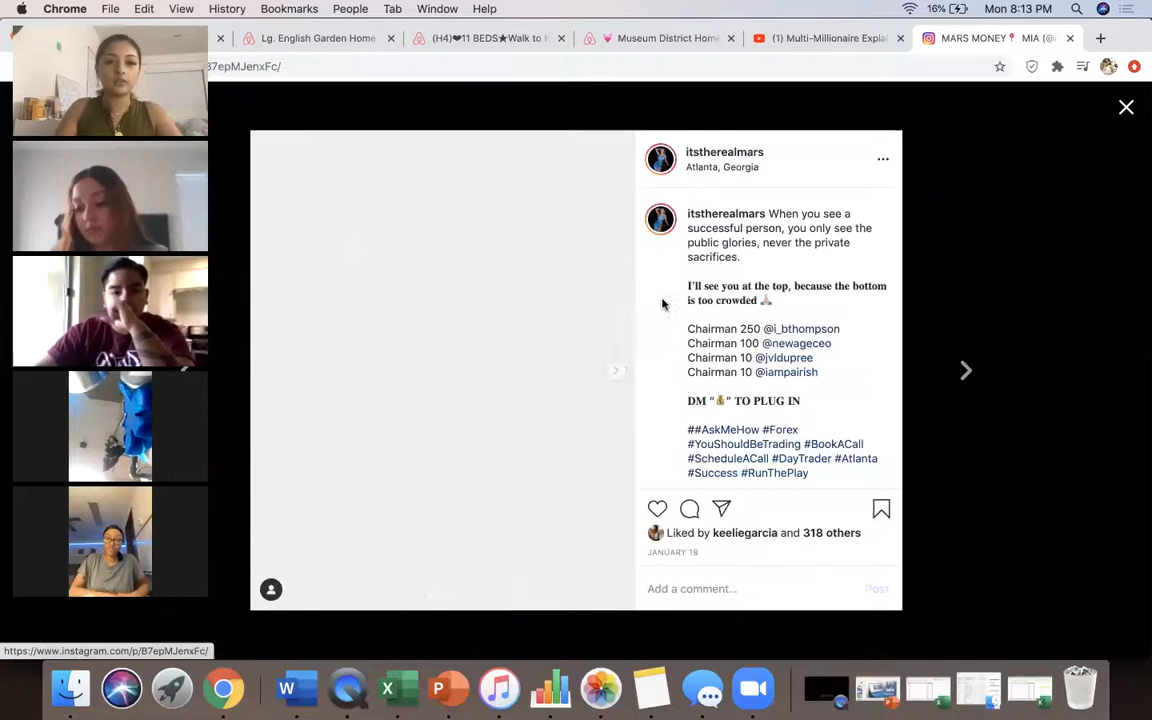 Chrome File Edit View History Bookmarks People Tab Window Help 16% Mon 8:13 PM
Lg. English Garden Home (H4)❤11 BEDS★Walk to Museum District Hom (1) Multi-Millionaire Expla MARS MONEY📍 MIA (@i
37epMJenxFc/
itstherealmars
Atlanta, Georgia
itstherealmars When you see a
successful person, you only see the
public glories, never the private
sacrifices.
I'll see you at the top, because the bottom
is too crowded 🙏🏽
Chairman 250 @i_bthompson
Chairman 100 @newageceo
Chairman 10 @jvldupree
Chairman 10 @iampairish
DM "💰" TO PLUG IN
##AskMeHow #Forex
#YouShouldBeTrading #BookACall
#ScheduleACall #DayTrader #Atlanta
#Success #RunThePlay
Liked by keeliegarcia and 318 others
JANUARY 18
Add a comment... Post
https://www.instagram.com/p/B7epMJenxFc/